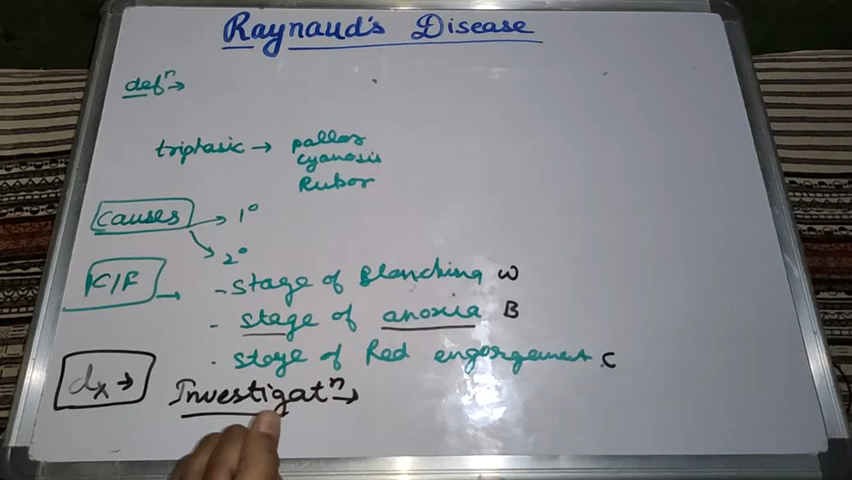 Raynaud's Disease
defⁿ→
triphasic → pallor
cyanosis
Rubor
Causes → 1°
→ 2°
C/F → - stage of Blanching W
- stage of anoxia B
- stage of Red engorgement C
dx → Investigatⁿ→